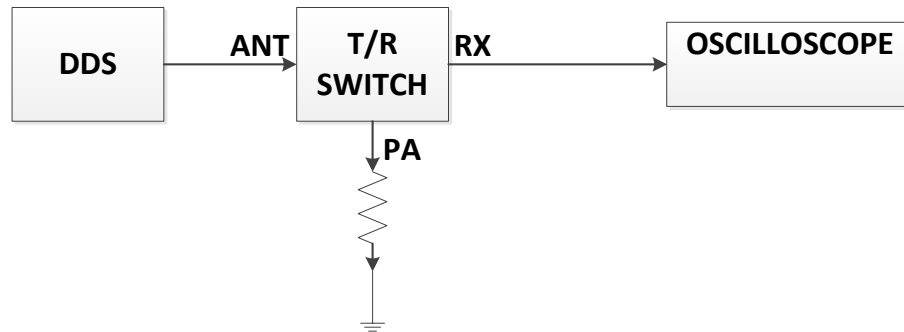 DDS
ANT
T/R
SWITCH
RX
OSCILLOSCOPE
PA